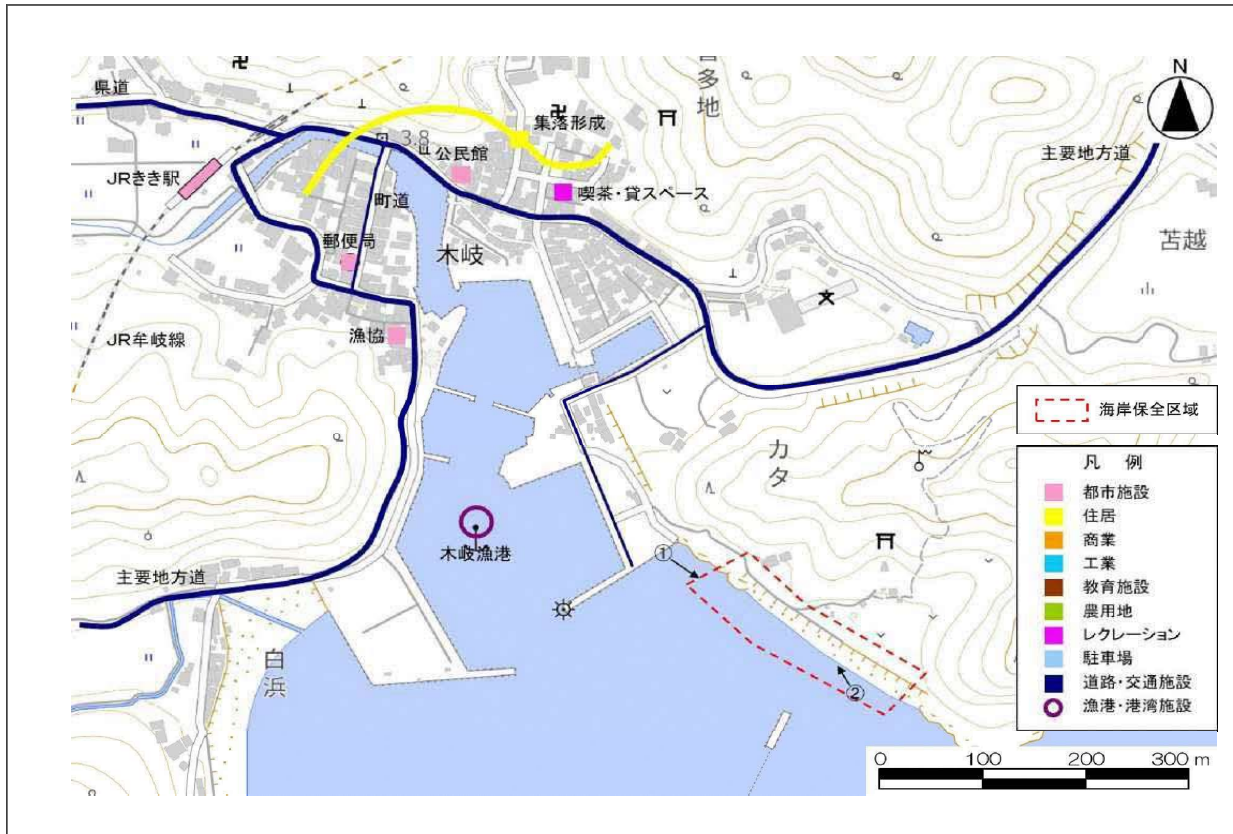 県道
3.8
集落形成
喜多地
N
JRきき駅
公民館
主要地方道
町道
喫茶・貸スペース
郵便局
木岐
苫越
漁協
JR牟岐線
海岸保全区域
カタ
凡 例
都市施設
住居
商業
工業
教育施設
農用地
レクレーション
駐車場
道路・交通施設
漁港・港湾施設
木岐漁港
①
主要地方道
白浜
②
0 100 200 300 m